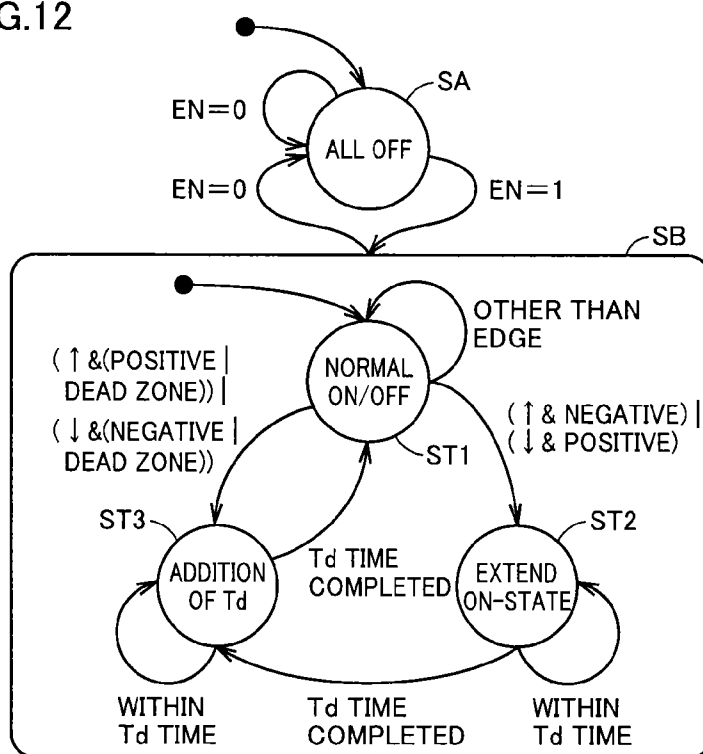 G.12
SA
EN=0
ALL OFF
EN=0
EN=1
SB
OTHER THAN
EDGE
(↑&(POSITIVE|
DEAD ZONE))|
(↓&(NEGATIVE|
DEAD ZONE))
NORMAL
ON/OFF
(↑& NEGATIVE)|
(↓& POSITIVE)
ST1
ST3
ST2
ADDITION
OF Td
Td TIME
COMPLETED
EXTEND
ON-STATE
WITHIN
Td TIME
Td TIME
COMPLETED
WITHIN
Td TIME